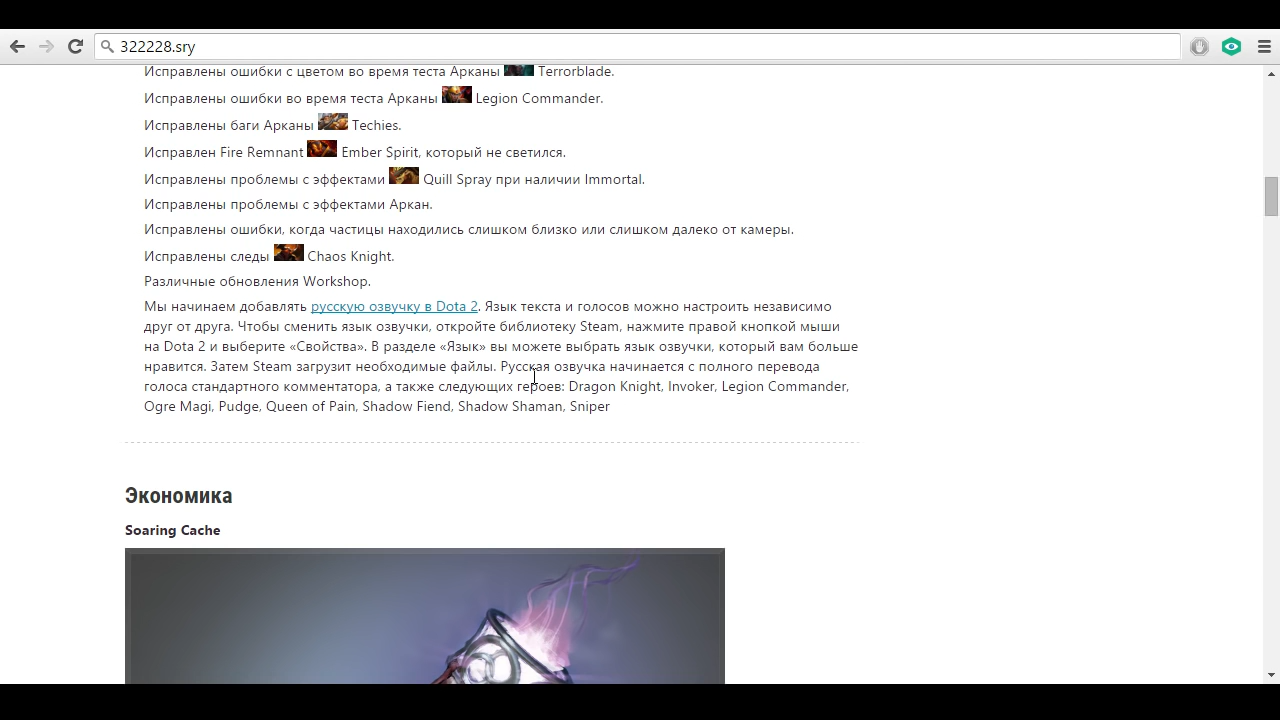 322228.sry
Исправлены ошибки с цветом во время теста Арканы Terrorblade.
Исправлены ошибки во время теста Арканы Legion Commander.
Исправлены баги Арканы Techies.
Исправлен Fire Remnant Ember Spirit, который не светился.
Исправлены проблемы с эффектами Quill Spray при наличии Immortal.
Исправлены проблемы с эффектами Аркан.
Исправлены ошибки, когда частицы находились слишком близко или слишком далеко от камеры.
Исправлены следы Chaos Knight.
Различные обновления Workshop.
Мы начинаем добавлять русскую озвучку в Dota 2. Язык текста и голосов можно настроить независимо
друг от друга. Чтобы сменить язык озвучки, откройте библиотеку Steam, нажмите правой кнопкой мыши
на Dota 2 и выберите «Свойства». В разделе «Язык» вы можете выбрать язык озвучки, который вам больше
нравится. Затем Steam загрузит необходимые файлы. Русская озвучка начинается с полного перевода
голоса стандартного комментатора, а также следующих героев: Dragon Knight, Invoker, Legion Commander,
Ogre Magi, Pudge, Queen of Pain, Shadow Fiend, Shadow Shaman, Sniper
Экономика
Soaring Cache